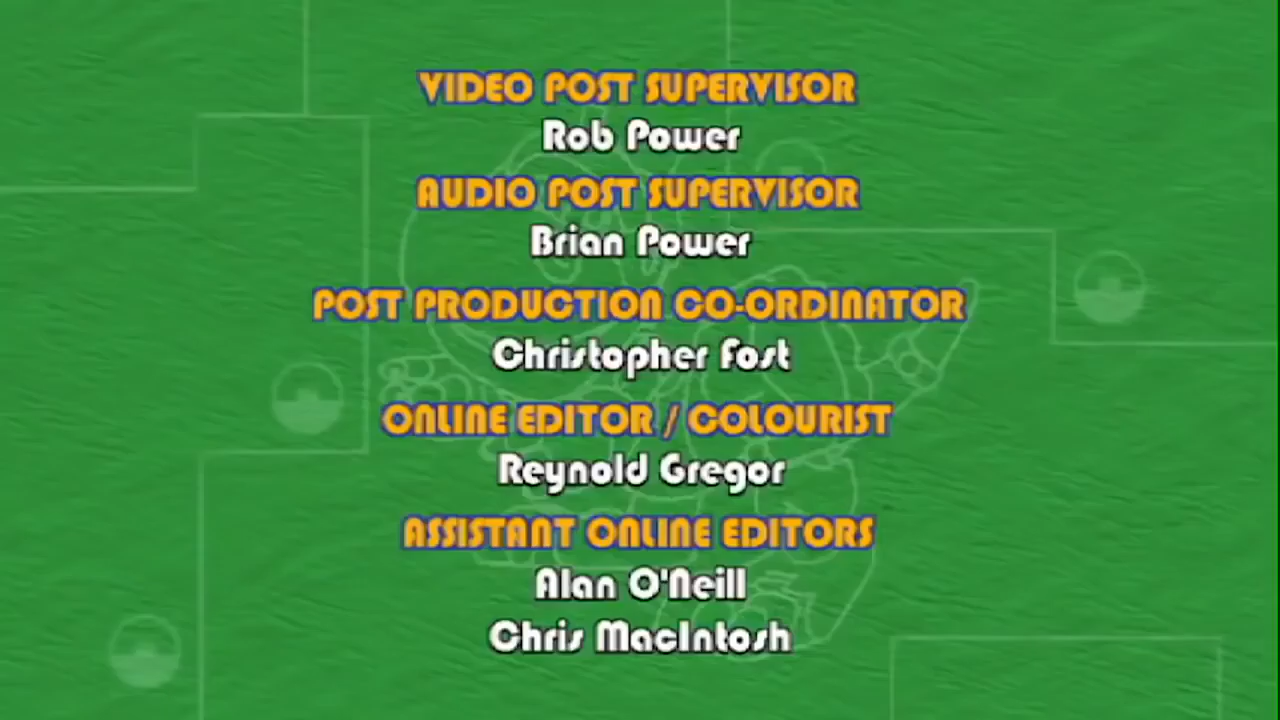 VIDEO POST SUPERVISOR
Rob Power
AUDIO POST SUPERVISOR
Brian Power
POST PRODUCTION CO-ORDINATOR
Christopher Fost
ONLINE EDITOR / COLOURIST
Reynold Gregor
ASSISTANT ONLINE EDITORS
Alan O'Neill
Chris MacIntosh